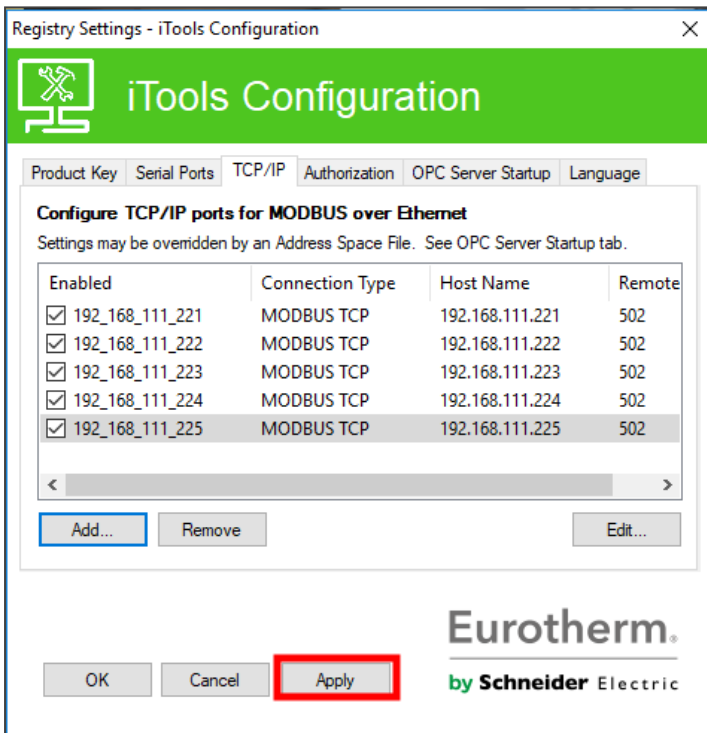 Registry Settings - iTools Configuration
iTools Configuration
Product Key Serial Ports TCP/IP Authorization OPC Server Startup Language
Configure TCP/IP ports for MODBUS over Ethernet
Settings may be overridden by an Address Space File. See OPC Server Startup tab.
Enabled Connection Type Host Name Remote
192_168_111_221 MODBUS TCP 192.168.111.221 502
192_168_111_222 MODBUS TCP 192.168.111.222 502
192_168_111_223 MODBUS TCP 192.168.111.223 502
192_168_111_224 MODBUS TCP 192.168.111.224 502
192_168_111_225 MODBUS TCP 192.168.111.225 502
Add... Remove Edit...
Eurotherm.
OK Cancel Apply by Schneider Electric